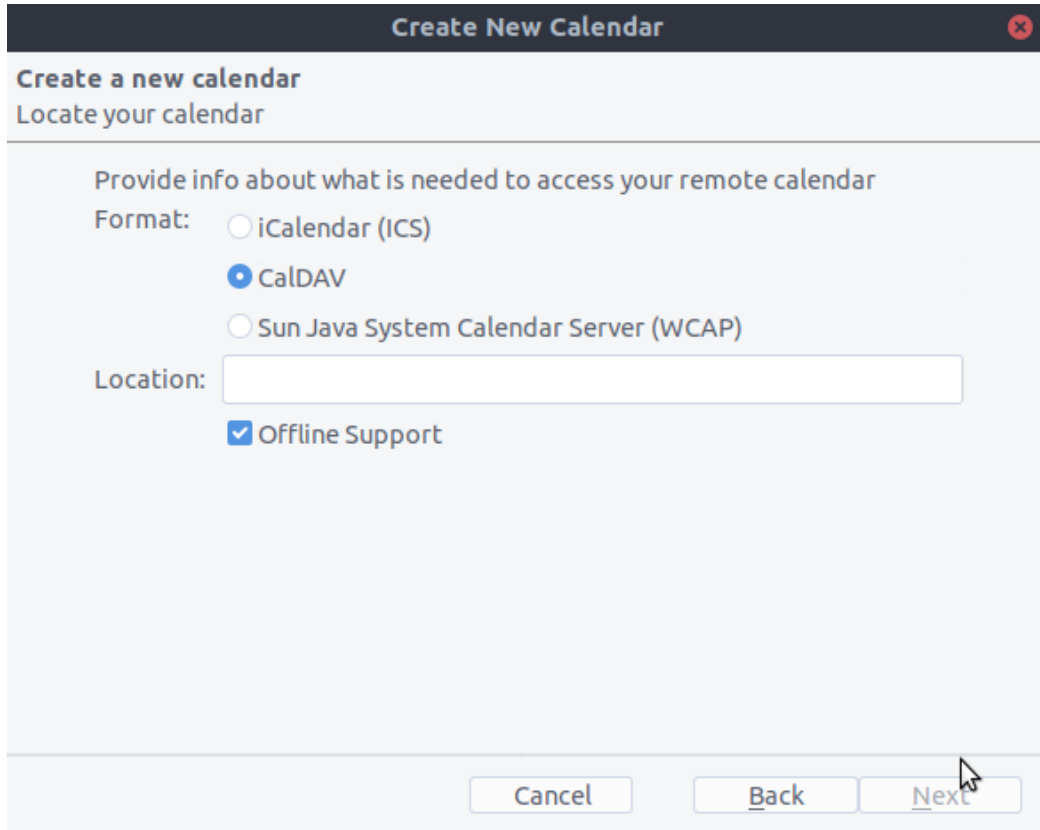 Create New Calendar
Create a new calendar
Locate your calendar
Provide info about what is needed to access your remote calendar
Format:
iCalendar (ICS)
CalDAV
Sun Java System Calendar Server (WCAP)
Location:
Offline Support
Cancel Back Next